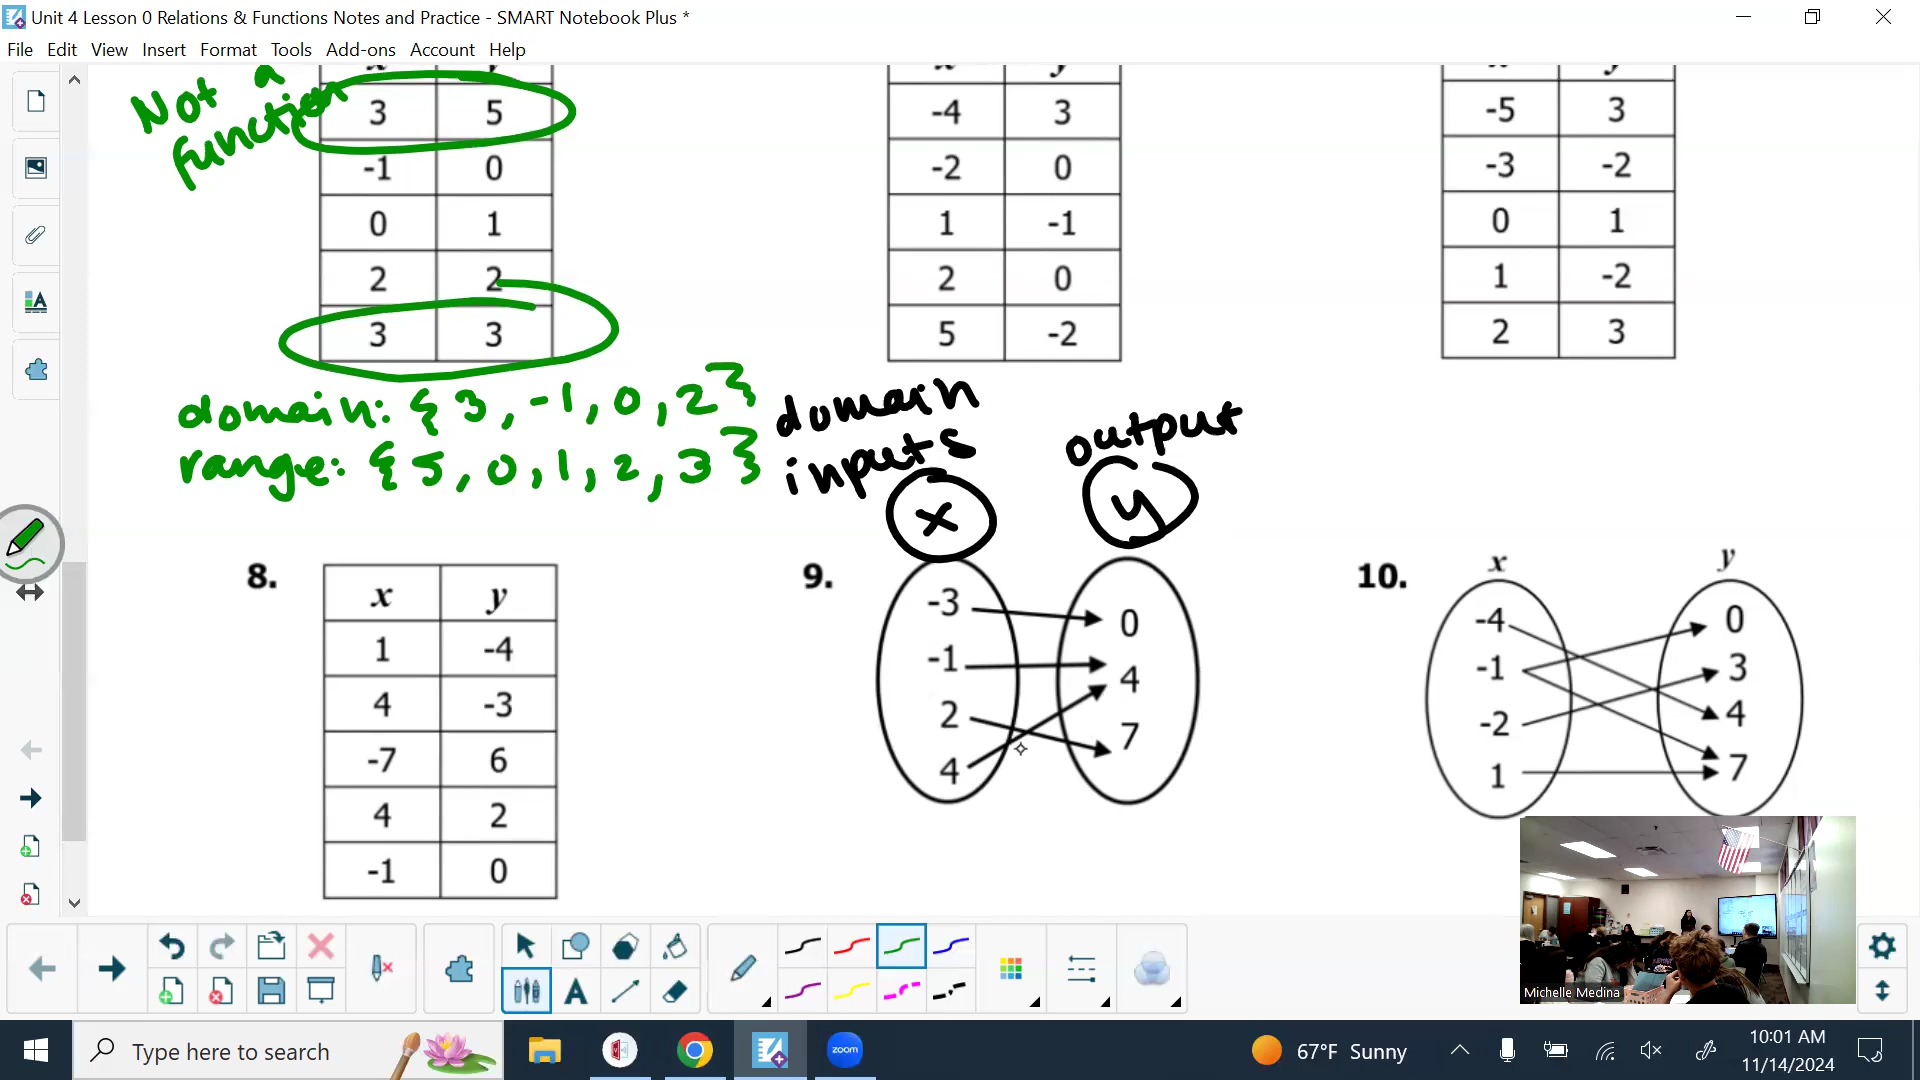 Unit 4 Lesson 0 Relations & Functions Notes and Practice - SMART Notebook Plus *
File Edit View Insert Format Tools Add-ons Account Help
Not a
function
x y
3 5
-1 0
0 1
2 2
3 3
x y
-4 3
-2 0
1 -1
2 0
5 -2
x y
-5 3
-3 -2
0 1
1 -2
2 3
domain: {3, -1, 0, 2}
range: {5, 0, 1, 2, 3}
domain
inputs
x
output
y
8.
x y
1 -4
4 -3
-7 6
4 2
-1 0
9.
-3 0
-1 4
2 7
4
10.
x y
-4 0
-1 3
-2 4
1 7
Michelle Medina
Type here to search
zoom
67°F Sunny
10:01 AM
11/14/2024